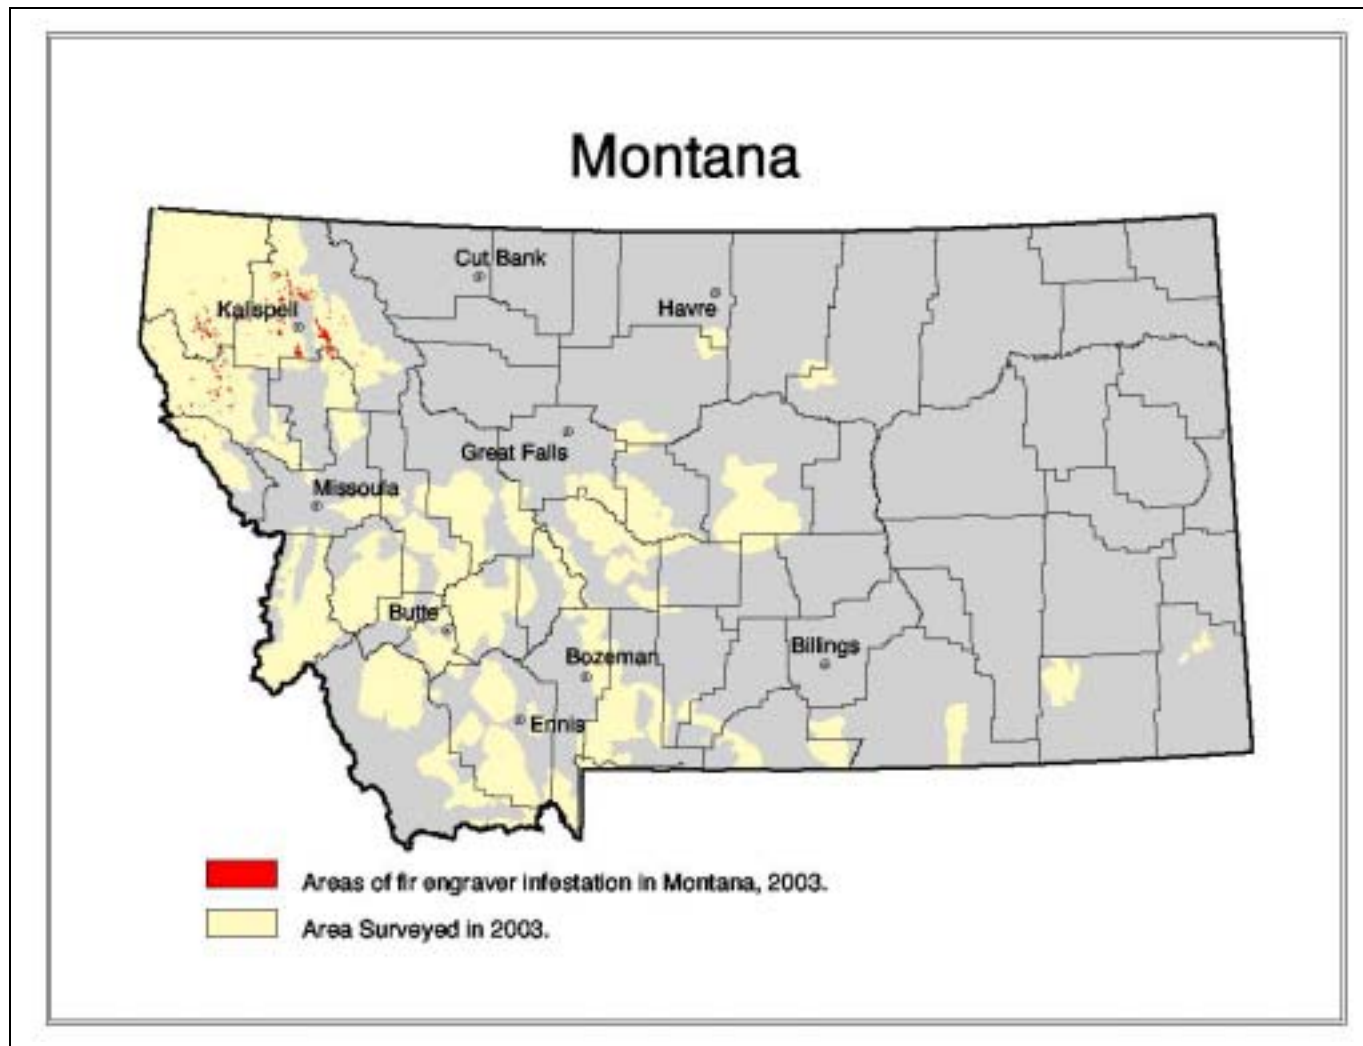 Montana
Cut Bank
Kalispell
Havre
Great Falls
Missoula
Butte
Billings
Bozeman
Ennis
Areas of fir engraver infestation in Montana, 2003.
Area Surveyed in 2003.